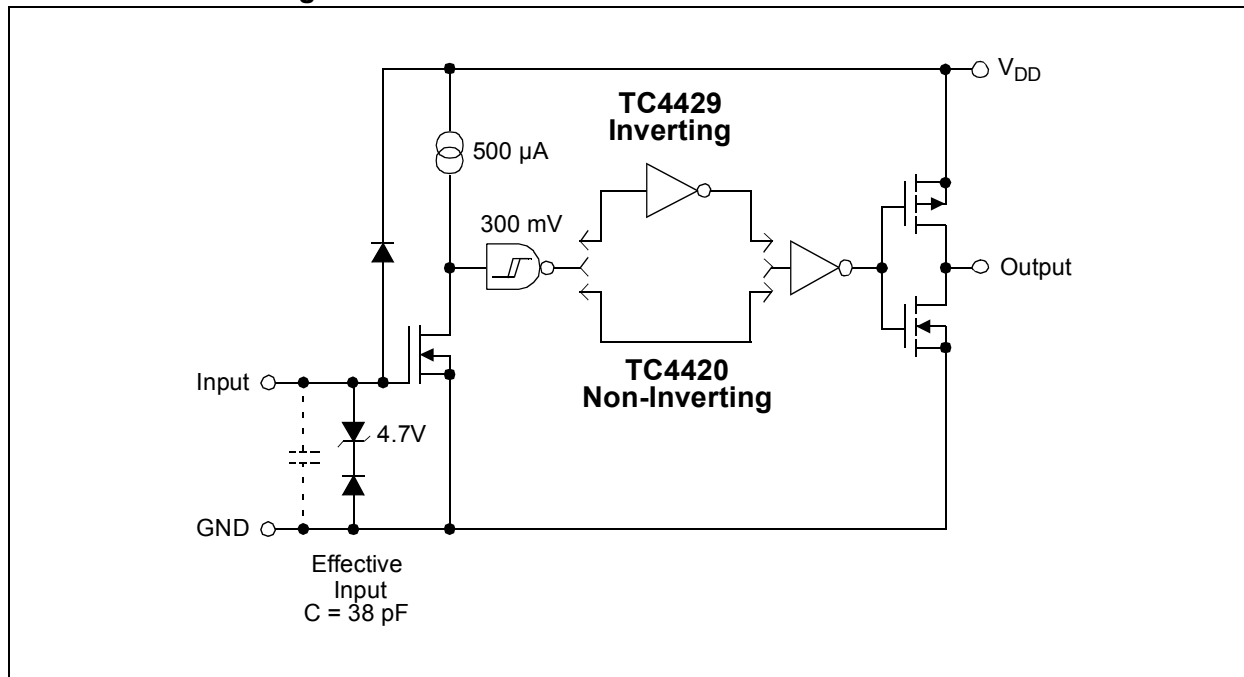 V_DD
TC4429
Inverting
500 µA
300 mV
Output
TC4420
Non-Inverting
Input
4.7V
GND
Effective
Input
C = 38 pF